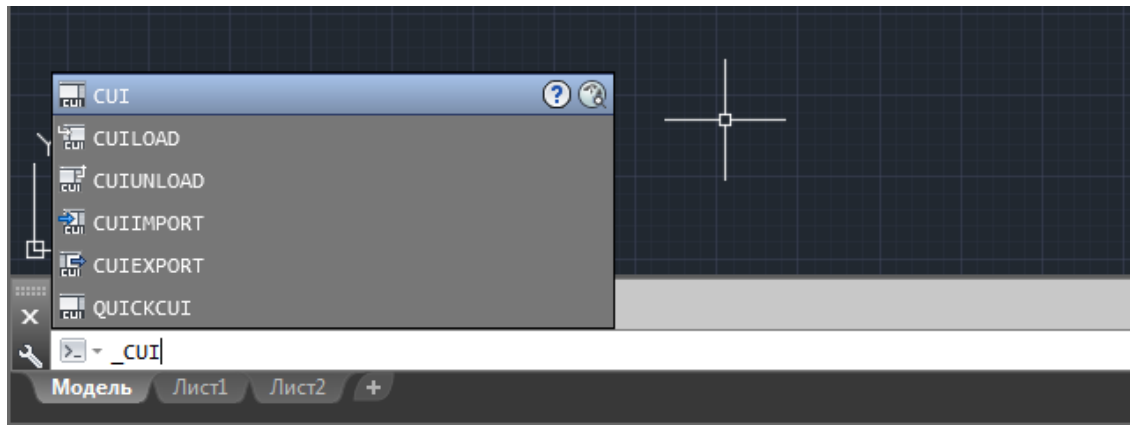 CUI
CUILOAD
Y
CUIUNLOAD
CUIIMPORT
CUIEXPORT
QUICKCUI
_CUI
Модель Лист1 Лист2 +